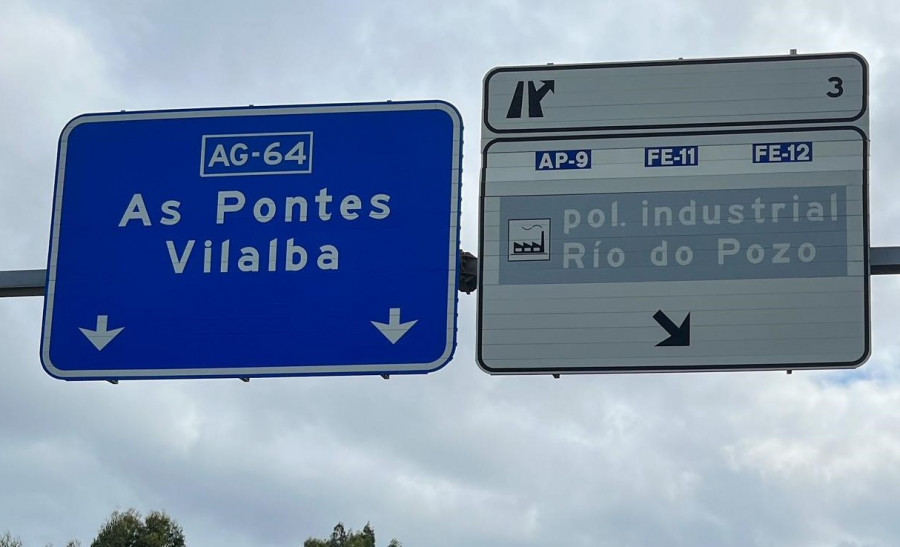 AG-64
As Pontes
Vilalba
3
AP-9 FE-11 FE-12
pol. industrial
Río do Pozo